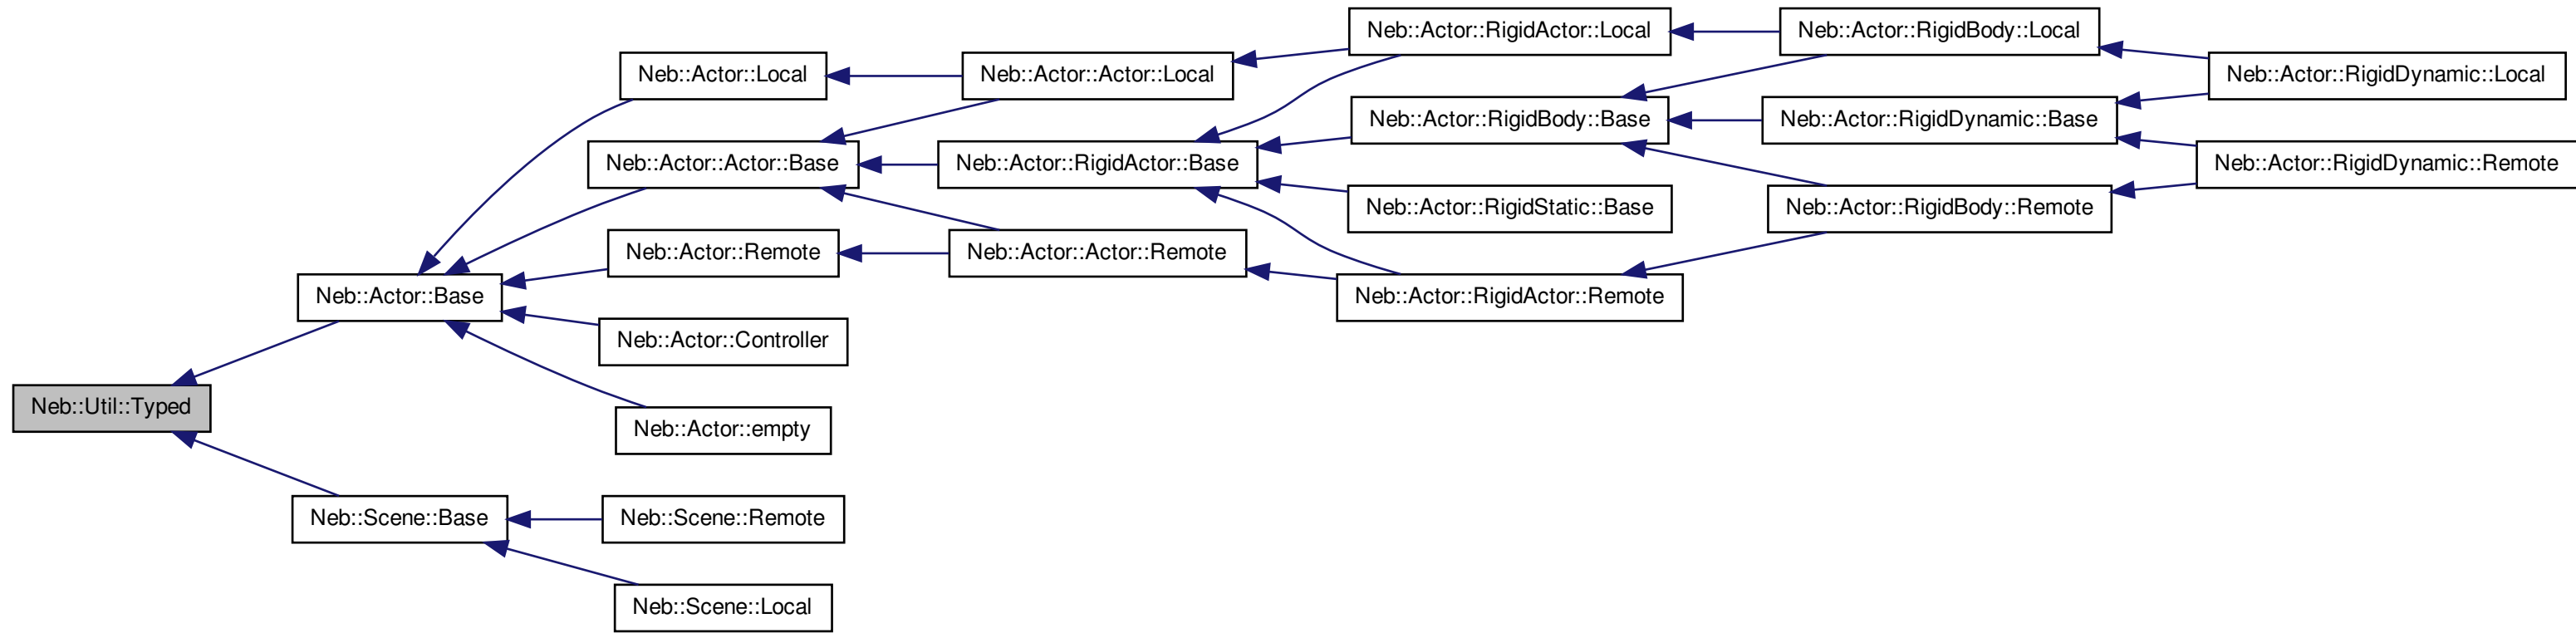 Neb::Actor::RigidActor::Local
Neb::Actor::RigidBody::Local
Neb::Actor::Local
Neb::Actor::Actor::Local
Neb::Actor::RigidDynamic::Local
Neb::Actor::RigidBody::Base
Neb::Actor::RigidDynamic::Base
Neb::Actor::Actor::Base
Neb::Actor::RigidActor::Base
Neb::Actor::RigidDynamic::Remote
Neb::Actor::RigidStatic::Base
Neb::Actor::RigidBody::Remote
Neb::Actor::Remote
Neb::Actor::Actor::Remote
Neb::Actor::Base
Neb::Actor::RigidActor::Remote
Neb::Actor::Controller
Neb::Util::Typed
Neb::Actor::empty
Neb::Scene::Base
Neb::Scene::Remote
Neb::Scene::Local